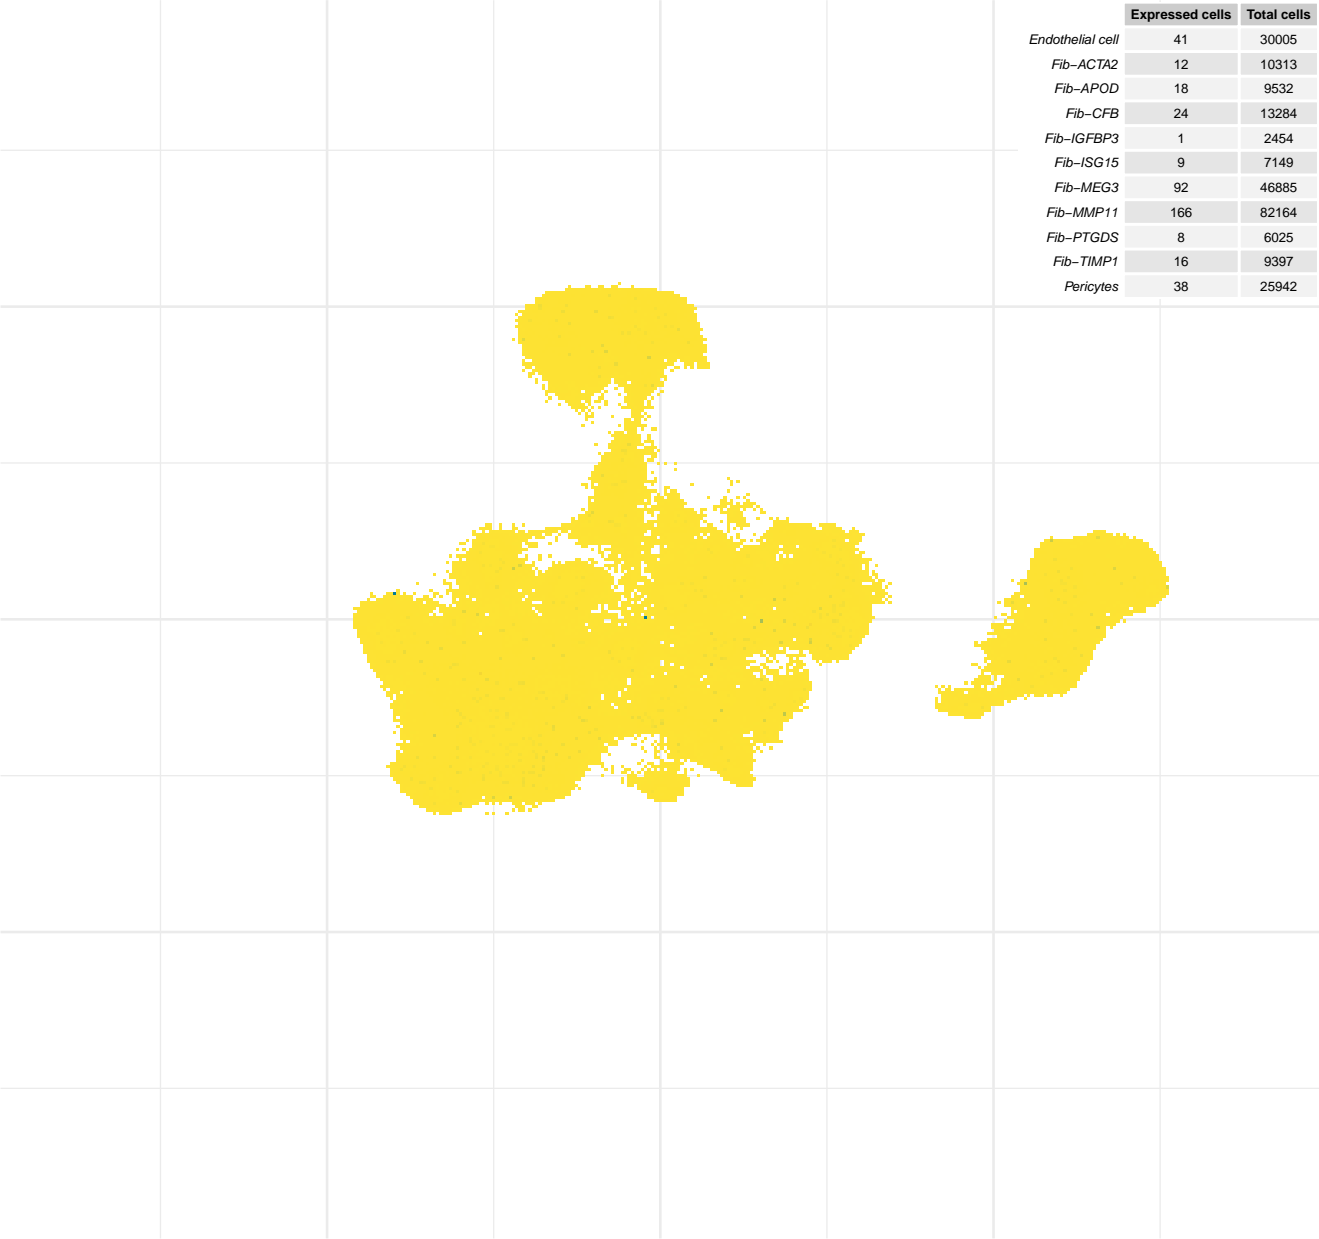 Expressed cells Total cells
Endothelial cell 41 30005
Fib−ACTA2 12 10313
Fib−APOD 18 9532
Fib−CFB 24 13284
Fib−IGFBP3 1 2454
Fib−ISG15 9 7149
Fib−MEG3 92 46885
Fib−MMP11 166 82164
Fib−PTGDS 8 6025
Fib−TIMP1 16 9397
Pericytes 38 25942